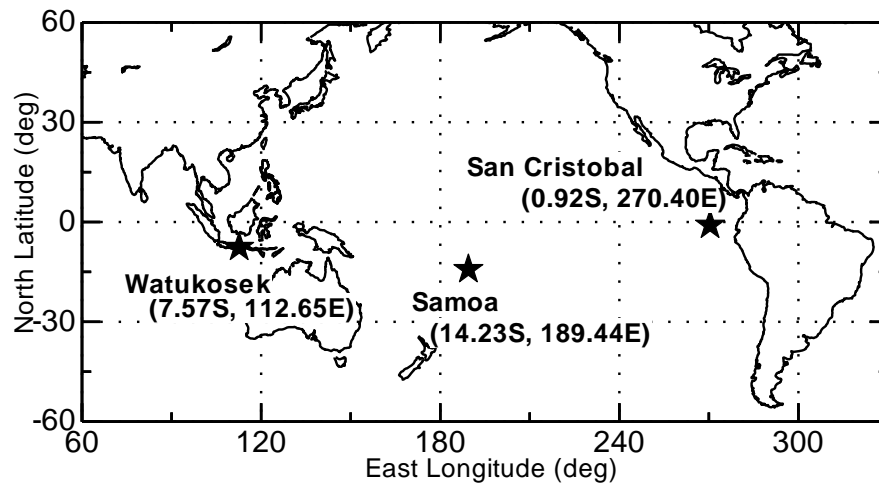 60
30
0
-30
-60
North Latitude (deg)
San Cristobal
(0.92S, 270.40E)
Watukosek
(7.57S, 112.65E)
Samoa
(14.23S, 189.44E)
60 120 180 240 300
East Longitude (deg)